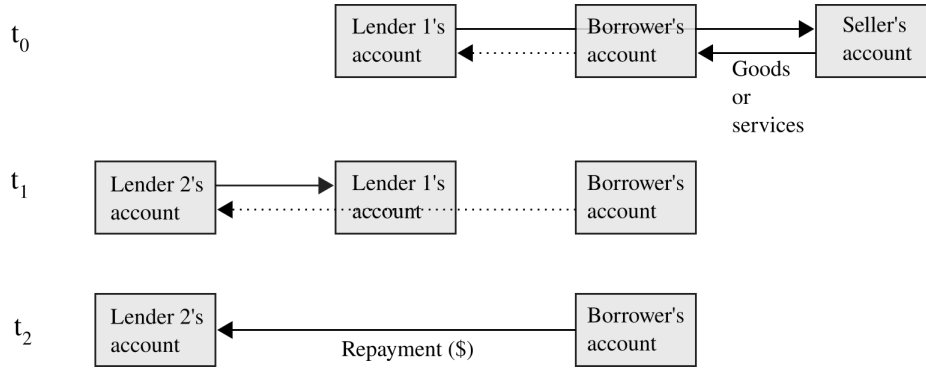 t0
Lender 1's
account
Borrower's
account
Seller's
account
Goods
or
services
t1
Lender 2's
account
Lender 1's
account
Borrower's
account
t2
Lender 2's
account
Borrower's
account
Repayment ($)